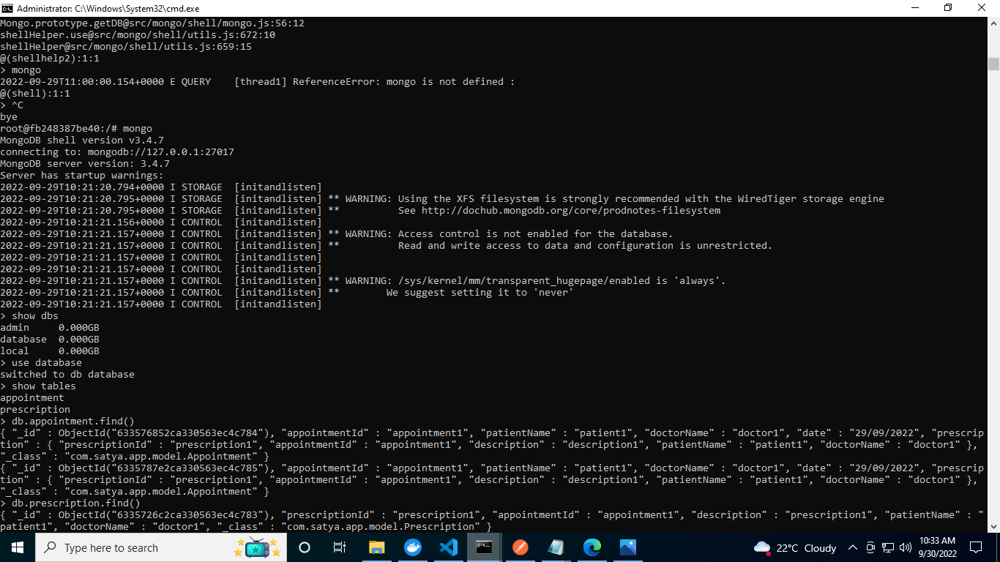 Administrator: C:\Windows\System32\cmd.exe
Mongo.prototype.getDB@src/mongo/shell/mongo.js:56:12
shellHelper.use@src/mongo/shell/utils.js:672:10
shellHelper@src/mongo/shell/utils.js:659:15
@(shellhelp2):1:1
> mongo
2022-09-29T11:00:00.154+0000 E QUERY    [thread1] ReferenceError: mongo is not defined :
@(shell):1:1
> ^C
bye
root@fb248387be40:/# mongo
MongoDB shell version v3.4.7
connecting to: mongodb://127.0.0.1:27017
MongoDB server version: 3.4.7
Server has startup warnings:
2022-09-29T10:21:20.794+0000 I STORAGE  [initandlisten]
2022-09-29T10:21:20.795+0000 I STORAGE  [initandlisten] ** WARNING: Using the XFS filesystem is strongly recommended with the WiredTiger storage engine
2022-09-29T10:21:20.795+0000 I STORAGE  [initandlisten] **          See http://dochub.mongodb.org/core/prodnotes-filesystem
2022-09-29T10:21:21.156+0000 I CONTROL  [initandlisten]
2022-09-29T10:21:21.157+0000 I CONTROL  [initandlisten] ** WARNING: Access control is not enabled for the database.
2022-09-29T10:21:21.157+0000 I CONTROL  [initandlisten] **          Read and write access to data and configuration is unrestricted.
2022-09-29T10:21:21.157+0000 I CONTROL  [initandlisten]
2022-09-29T10:21:21.157+0000 I CONTROL  [initandlisten]
2022-09-29T10:21:21.157+0000 I CONTROL  [initandlisten] ** WARNING: /sys/kernel/mm/transparent_hugepage/enabled is 'always'.
2022-09-29T10:21:21.157+0000 I CONTROL  [initandlisten] **        We suggest setting it to 'never'
2022-09-29T10:21:21.157+0000 I CONTROL  [initandlisten]
> show dbs
admin     0.000GB
database  0.000GB
local     0.000GB
> use database
switched to db database
> show tables
appointment
prescription
> db.appointment.find()
{ "_id" : ObjectId("633576852ca330563ec4c784"), "appointmentId" : "appointment1", "patientName" : "patient1", "doctorName" : "doctor1", "date" : "29/09/2022", "prescrip
tion" : { "prescriptionId" : "prescription1", "appointmentId" : "appointment1", "description" : "description1", "patientName" : "patient1", "doctorName" : "doctor1" },
"_class" : "com.satya.app.model.Appointment" }
{ "_id" : ObjectId("6335787e2ca330563ec4c785"), "appointmentId" : "appointment1", "patientName" : "patient1", "doctorName" : "doctor1", "date" : "29/09/2022", "prescrip
tion" : { "prescriptionId" : "prescription1", "appointmentId" : "appointment1", "description" : "description1", "patientName" : "patient1", "doctorName" : "doctor1" },
"_class" : "com.satya.app.model.Appointment" }
> db.prescription.find()
{ "_id" : ObjectId("6335726c2ca330563ec4c783"), "prescriptionId" : "prescription1", "appointmentId" : "appointment1", "description" : "prescription1", "patientName" : "
patient1", "doctorName" : "doctor1", "_class" : "com.satya.app.model.Prescription" }
Type here to search
22°C Cloudy
10:33 AM
9/30/2022